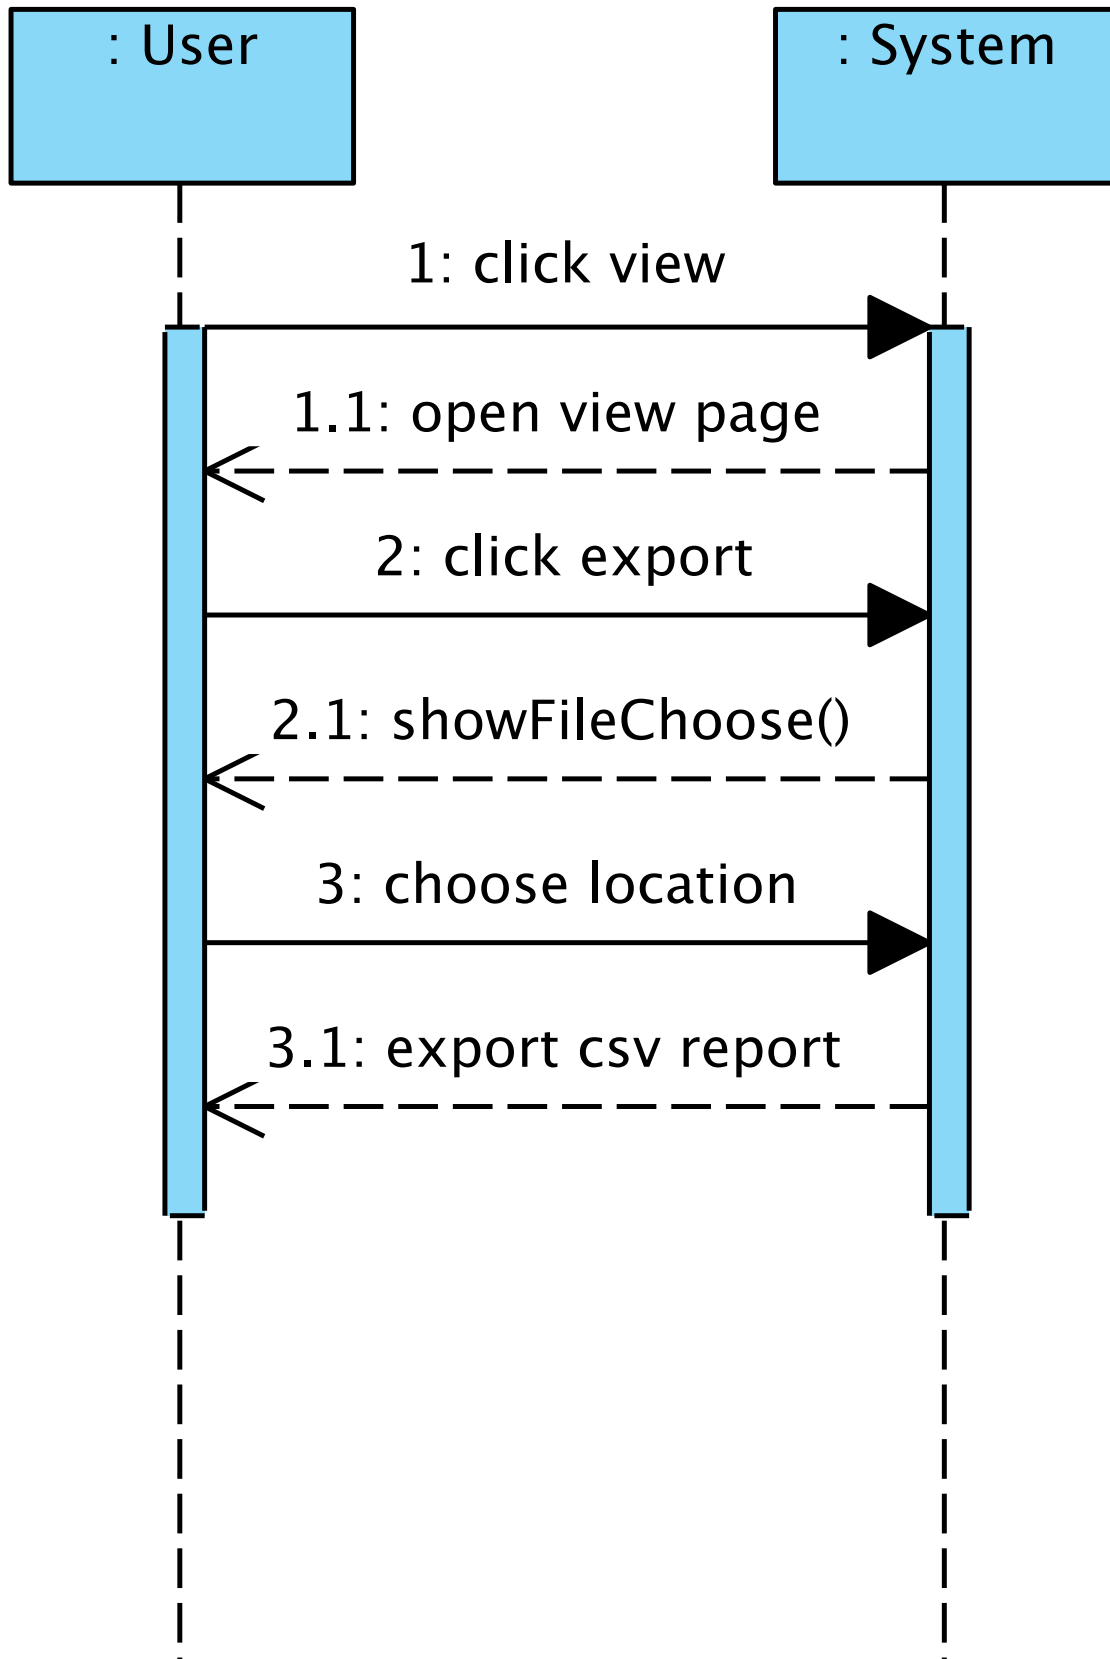 : User
: System
1: click view
1.1: open view page
2: click export
2.1: showFileChoose()
3: choose location
3.1: export csv report